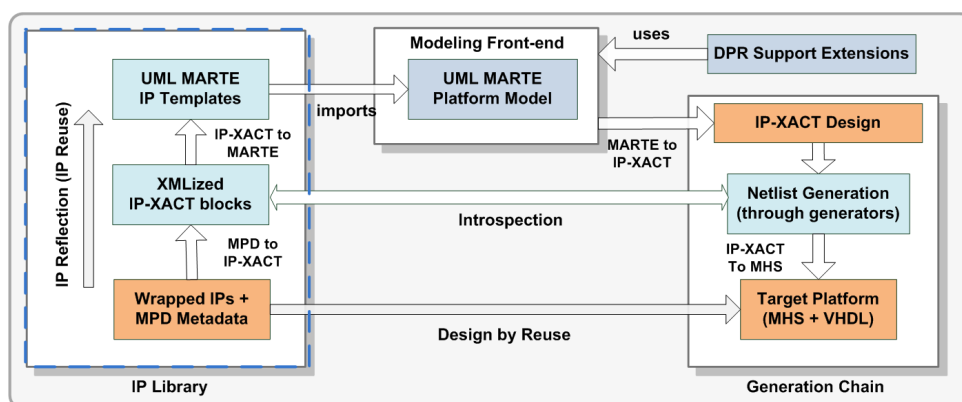 Modeling Front-end
uses
DPR Support Extensions
UML MARTE
IP Templates
imports
UML MARTE
Platform Model
IP Reflection (IP Reuse)
IP-XACT to
MARTE
MARTE to
IP-XACT
IP-XACT Design
XMLized
IP-XACT blocks
Introspection
Netlist Generation
(through generators)
MPD to
IP-XACT
IP-XACT
To MHS
Wrapped IPs +
MPD Metadata
Design by Reuse
Target Platform
(MHS + VHDL)
IP Library
Generation Chain